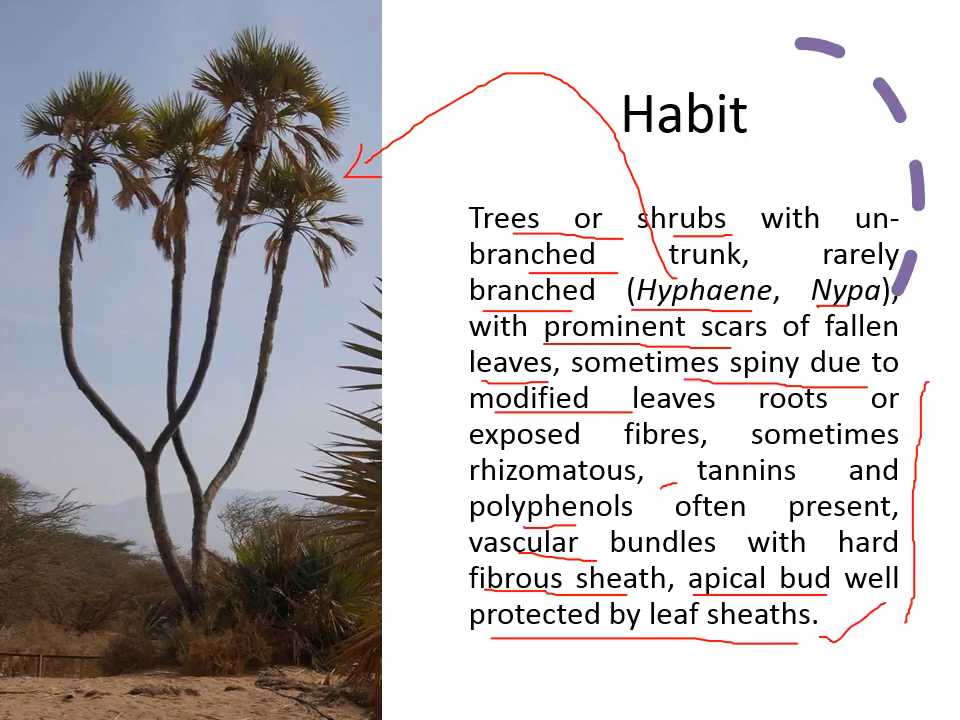 Habit
Trees or shrubs with un-
branched trunk, rarely
branched (Hyphaene, Nypa),
with prominent scars of fallen
leaves, sometimes spiny due to
modified leaves roots or
exposed fibres, sometimes
rhizomatous, tannins and
polyphenols often present,
vascular bundles with hard
fibrous sheath, apical bud well
protected by leaf sheaths.